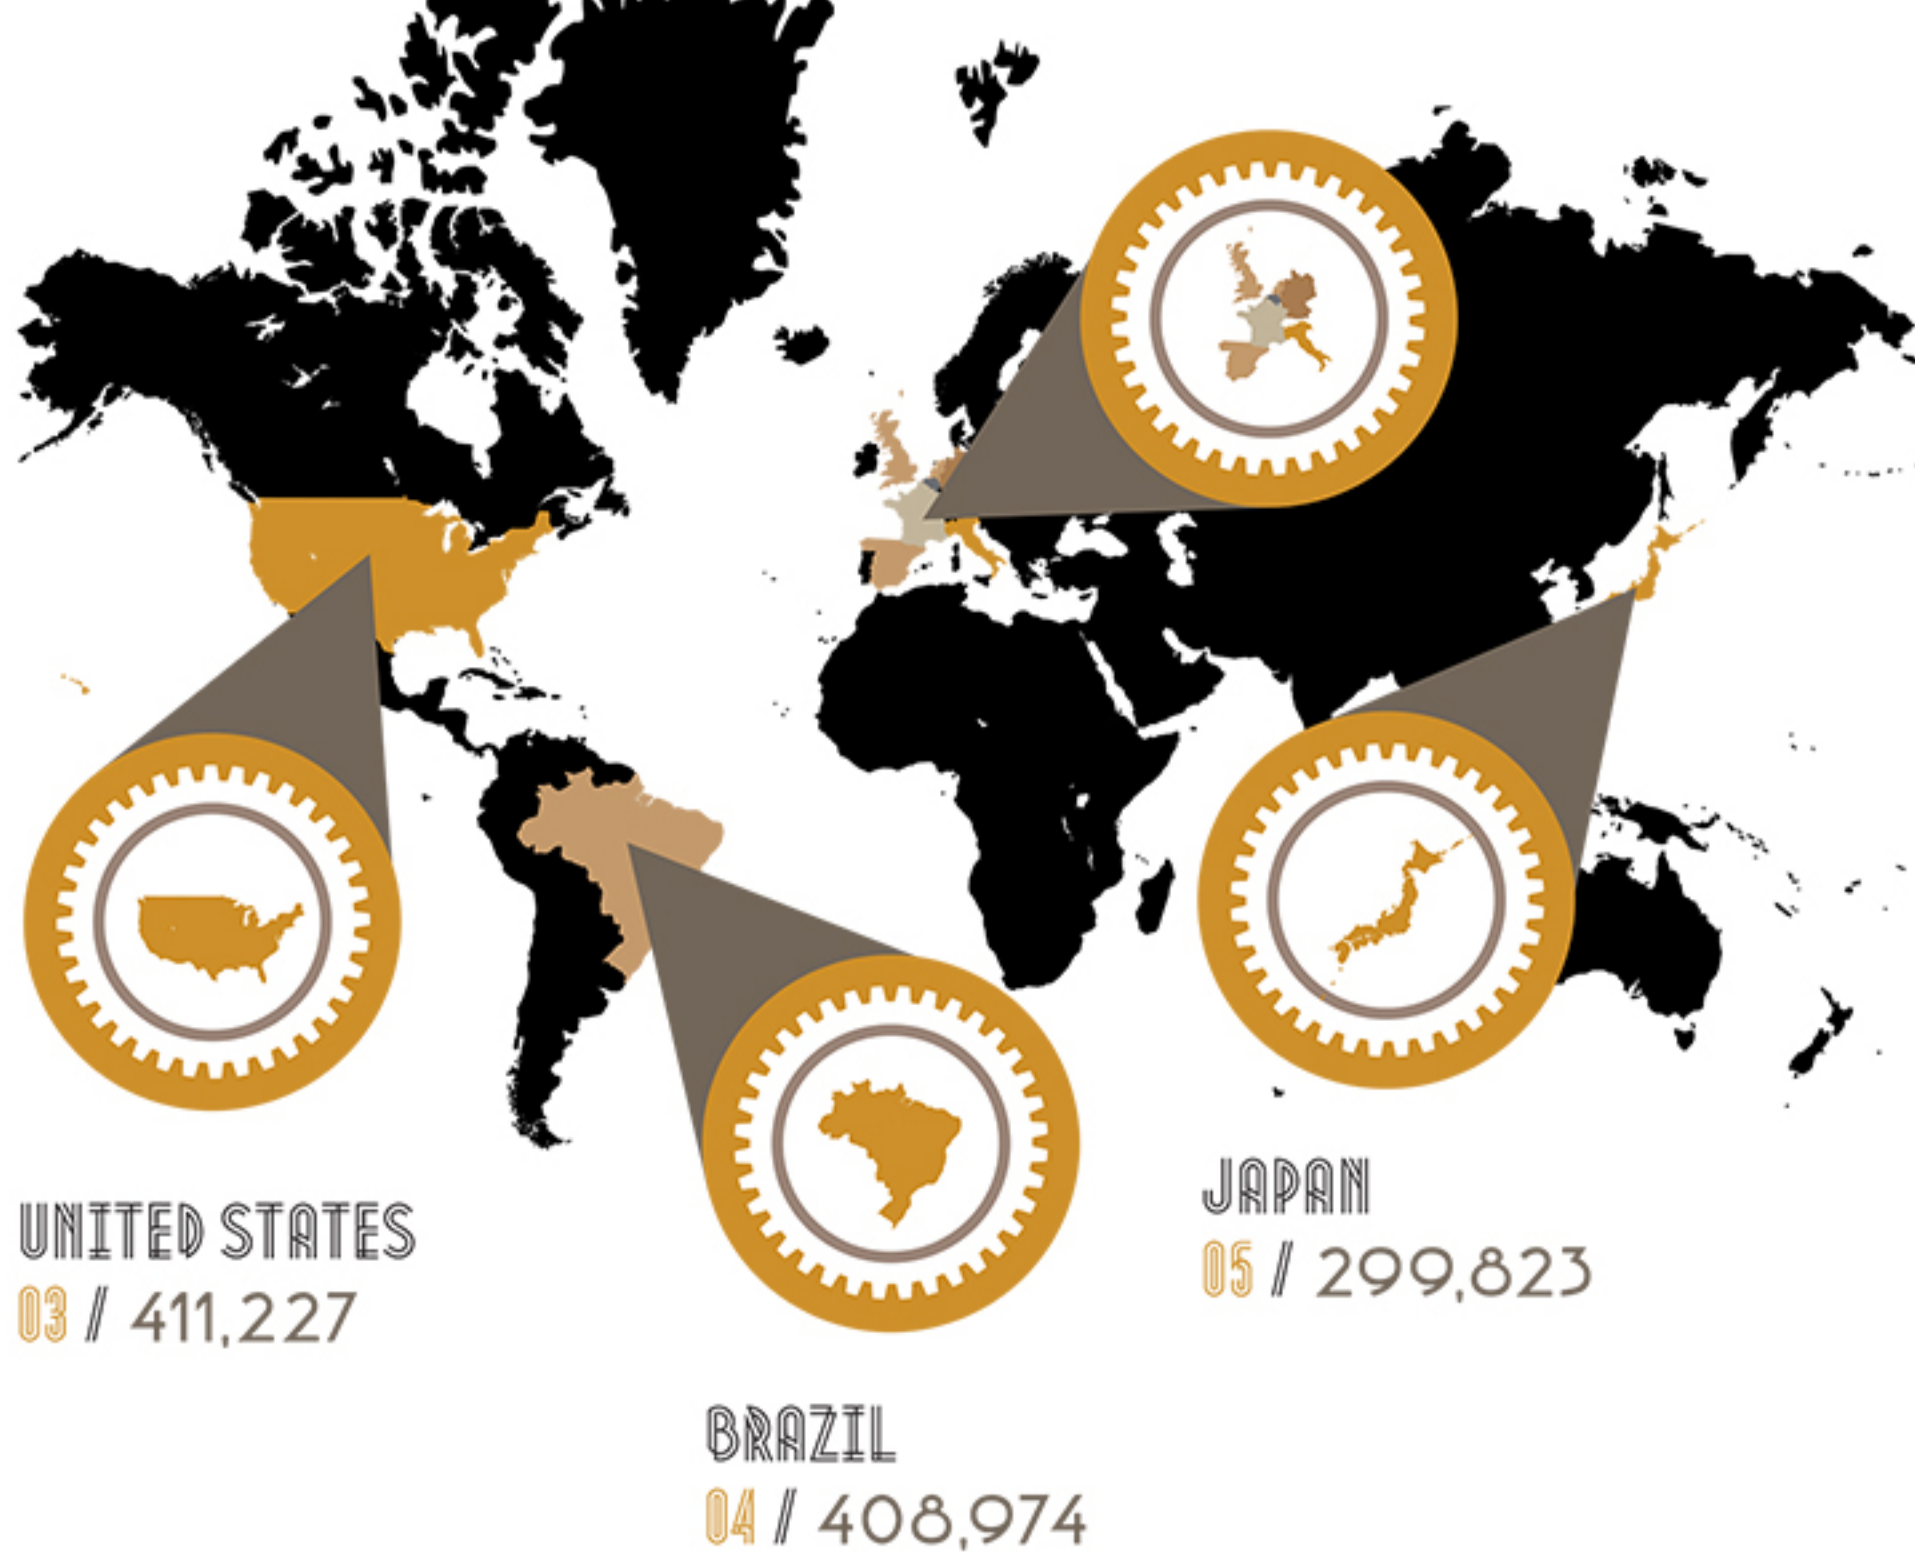 UNITED STATES
03 // 411,227
BRAZIL
04 // 408,974
JAPAN
05 // 299,823